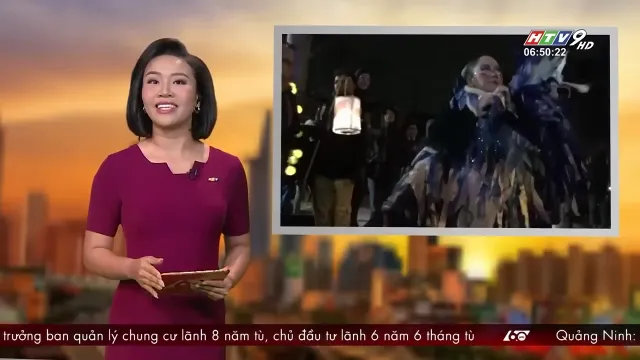 HTV9 HD
06:50:22
trưởng ban quản lý chung cư lãnh 8 năm tù, chủ đầu tư lãnh 6 năm 6 tháng tù 60 Quảng Ninh: